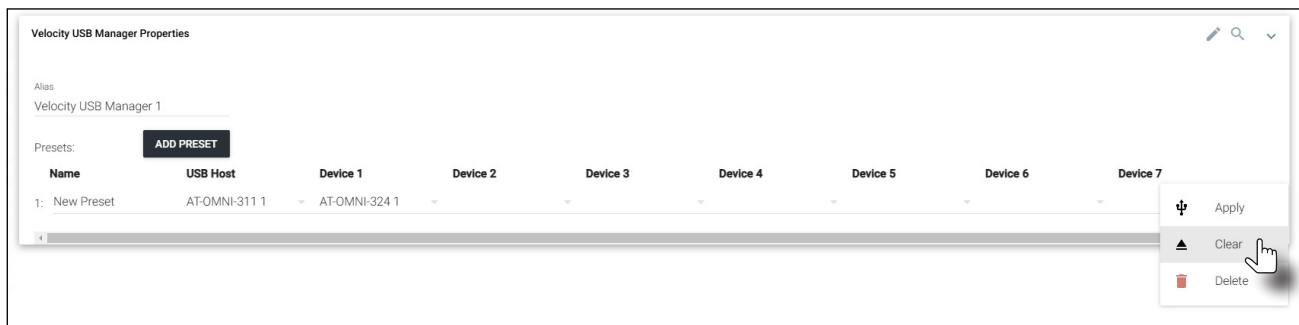 Velocity USB Manager Properties
Alias
Velocity USB Manager 1
Presets: ADD PRESET
Name USB Host Device 1 Device 2 Device 3 Device 4 Device 5 Device 6 Device 7
1: New Preset AT-OMNI-311 1 AT-OMNI-324 1
Apply
Clear
Delete